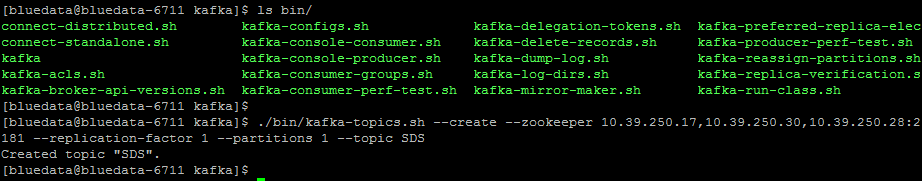 [bluedata@bluedata-6711 kafka]$ ls bin/
connect-distributed.sh kafka-configs.sh kafka-delegation-tokens.sh kafka-preferred-replica-elec
connect-standalone.sh kafka-console-consumer.sh kafka-delete-records.sh kafka-producer-perf-test.sh
kafka kafka-console-producer.sh kafka-dump-log.sh kafka-reassign-partitions.sh
kafka-acls.sh kafka-consumer-groups.sh kafka-log-dirs.sh kafka-replica-verification.s
kafka-broker-api-versions.sh kafka-consumer-perf-test.sh kafka-mirror-maker.sh kafka-run-class.sh
[bluedata@bluedata-6711 kafka]$
[bluedata@bluedata-6711 kafka]$ ./bin/kafka-topics.sh --create --zookeeper 10.39.250.17,10.39.250.30,10.39.250.28:2
181 --replication-factor 1 --partitions 1 --topic SDS
Created topic "SDS".
[bluedata@bluedata-6711 kafka]$